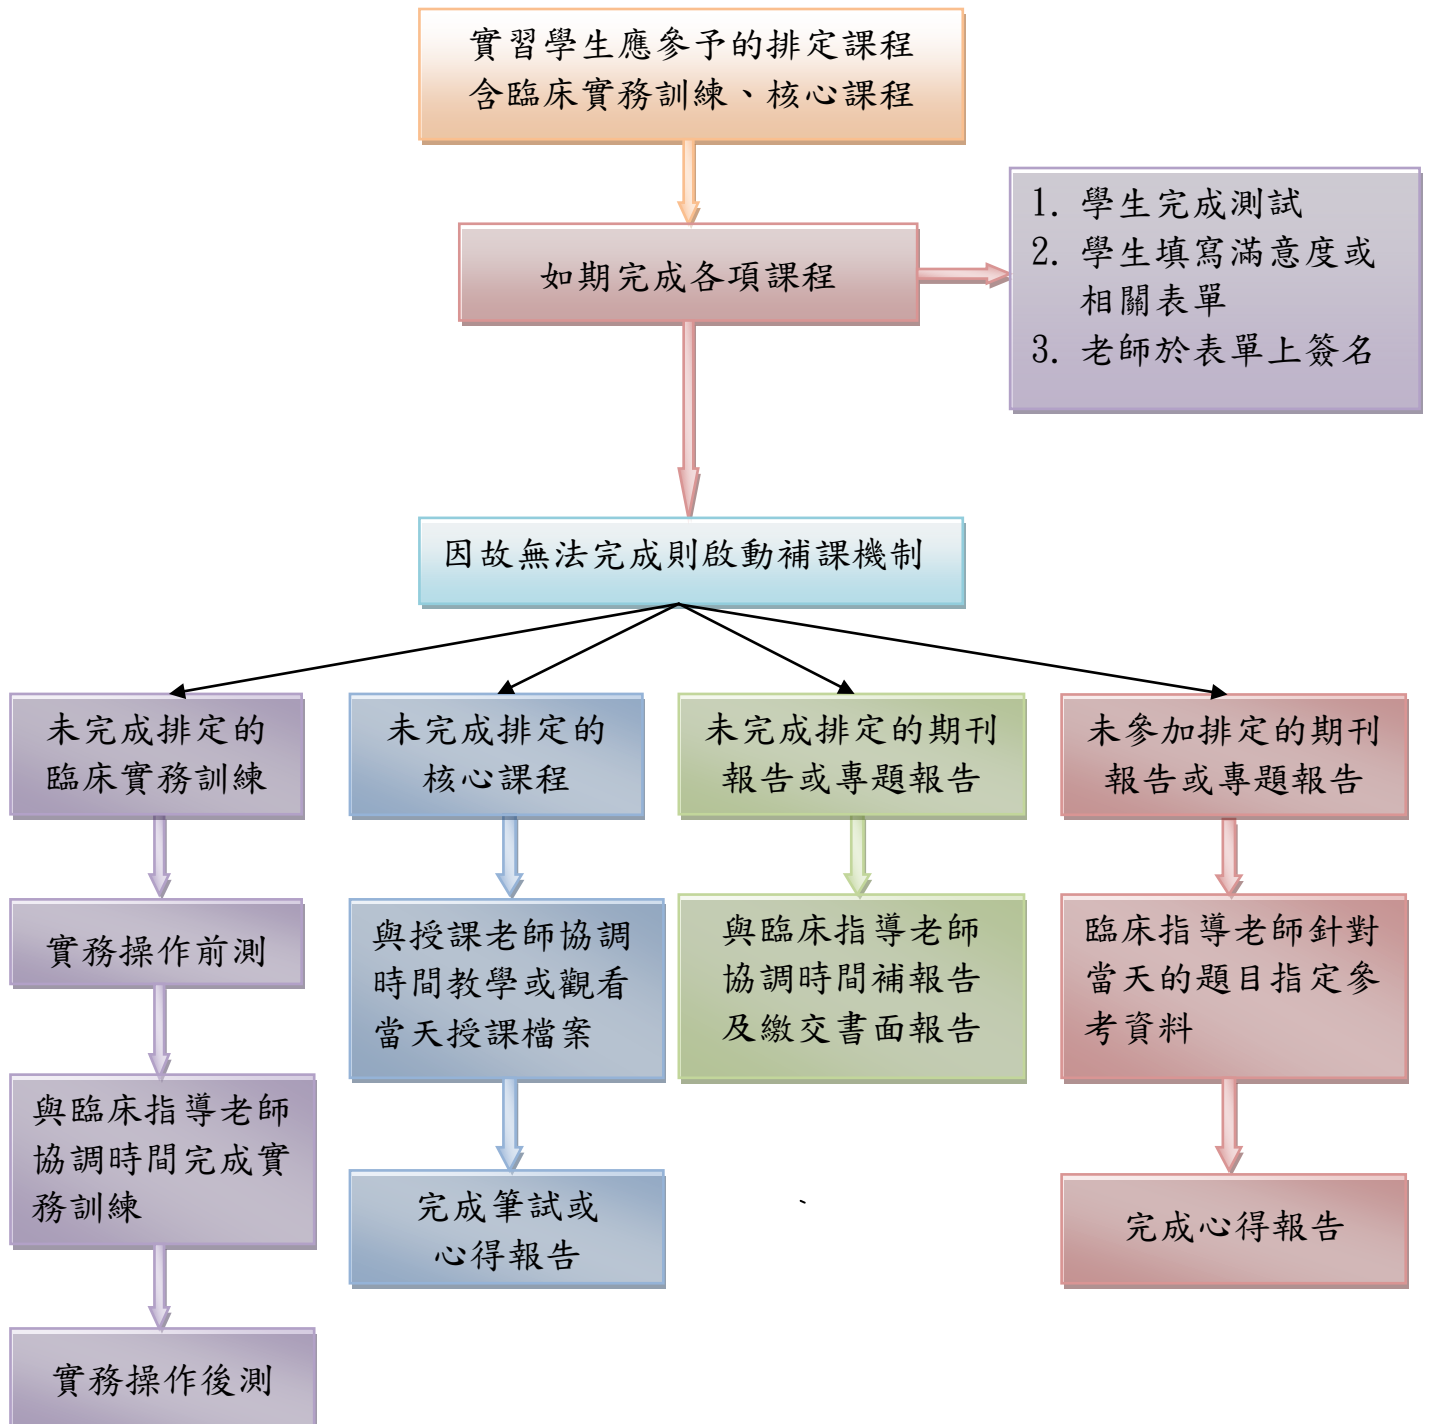 實習學生應參予的排定課程
含臨床實務訓練、核心課程
如期完成各項課程
1. 學生完成測試
2. 學生填寫滿意度或
相關表單
3. 老師於表單上簽名
因故無法完成則啟動補課機制
未完成排定的
臨床實務訓練
未完成排定的
核心課程
未完成排定的期刊
報告或專題報告
未參加排定的期刊
報告或專題報告
實務操作前測
與授課老師協調
時間教學或觀看
當天授課檔案
與臨床指導老師
協調時間補報告
及繳交書面報告
臨床指導老師針對
當天的題目指定參
考資料
與臨床指導老師
協調時間完成實
務訓練
完成筆試或
心得報告
、
完成心得報告
實務操作後測